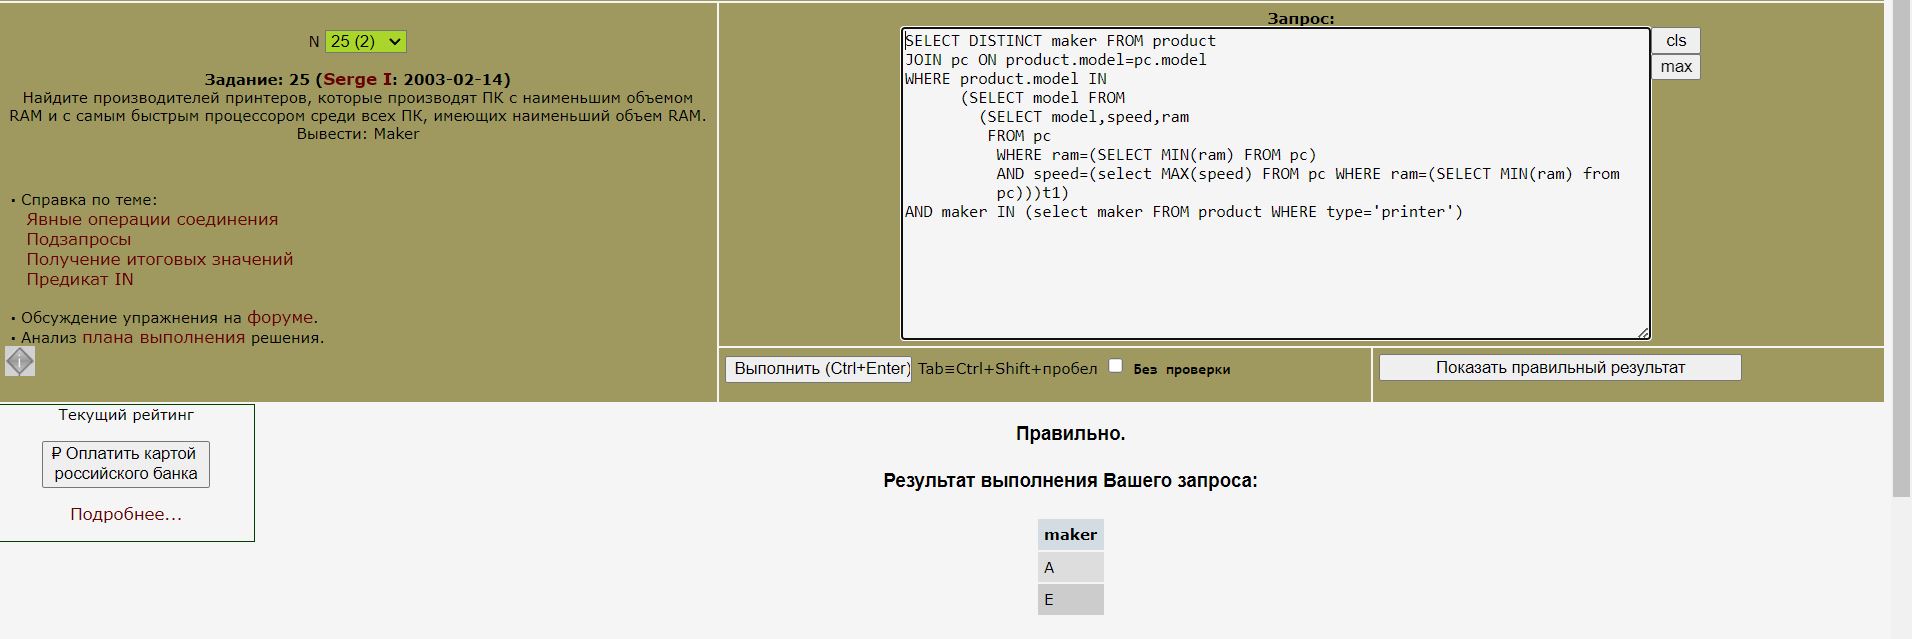 N 25 (2)
Задание: 25 (Serge I: 2003-02-14)
Найдите производителей принтеров, которые производят ПК с наименьшим объемом
RAM и с самым быстрым процессором среди всех ПК, имеющих наименьший объем RAM.
Вывести: Maker
• Справка по теме:
Явные операции соединения
Подзапросы
Получение итоговых значений
Предикат IN
• Обсуждение упражнения на форуме.
• Анализ плана выполнения решения.
Запрос:
SELECT DISTINCT maker FROM product
JOIN pc ON product.model=pc.model
WHERE product.model IN
(SELECT model FROM
(SELECT model,speed,ram
FROM pc
WHERE ram=(SELECT MIN(ram) FROM pc)
AND speed=(select MAX(speed) FROM pc WHERE ram=(SELECT MIN(ram) from
pc)))t1)
AND maker IN (select maker FROM product WHERE type='printer')
cls
max
Выполнить (Ctrl+Enter) Tab≡Ctrl+Shift+пробел Без проверки
Показать правильный результат
Текущий рейтинг
₽ Оплатить картой
российского банка
Подробнее...
Правильно.
Результат выполнения Вашего запроса:
maker
A
E